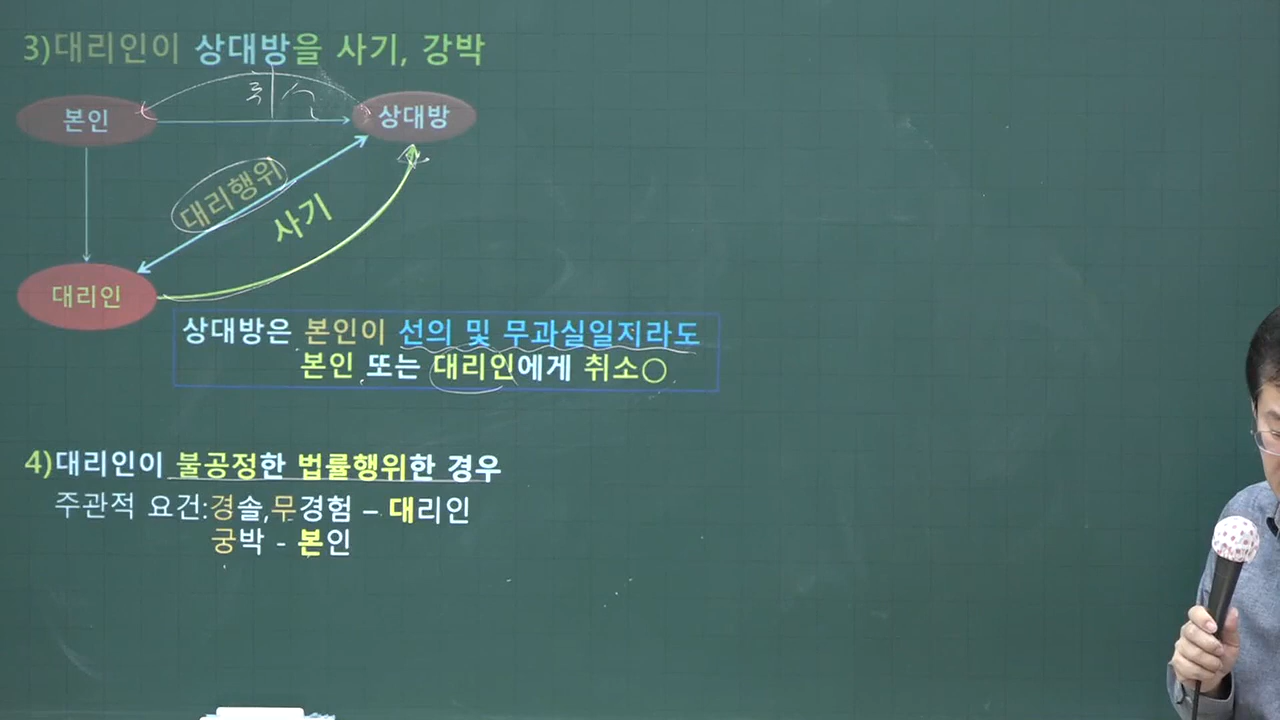 3)대리인이 상대방을 사기, 강박
취소
본인
상대방
대리행위
사기
대리인
상대방은 본인이 선의 및 무과실일지라도
본인 또는 대리인에게 취소○
4)대리인이 불공정한 법률행위한 경우
주관적 요건:경솔,무경험 – 대리인
궁박 - 본인